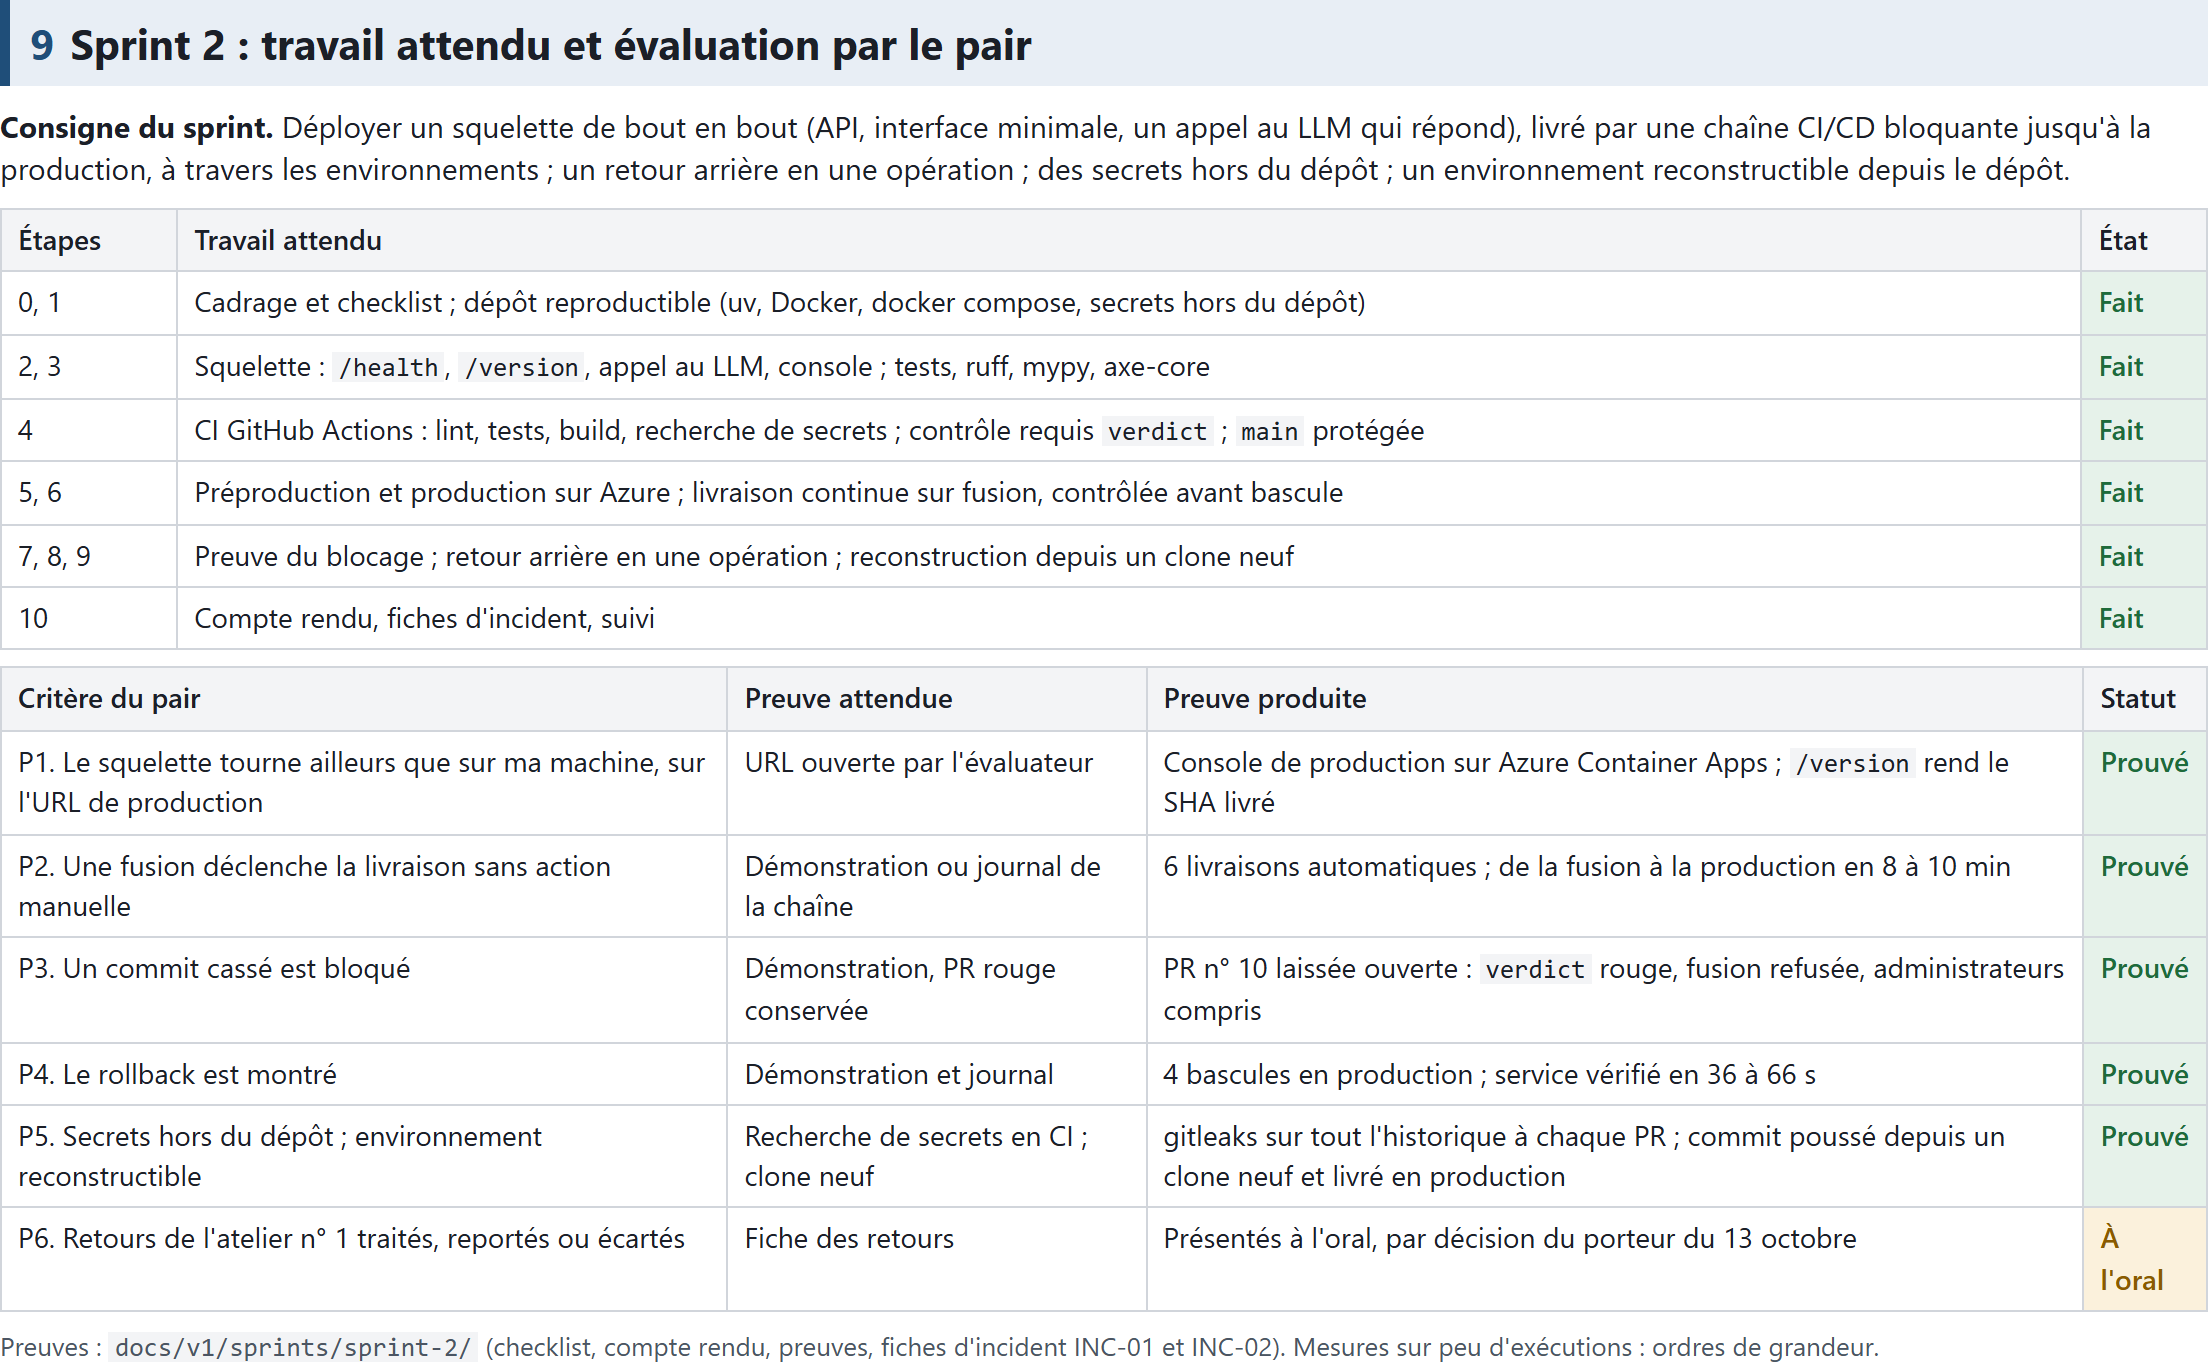 9 Sprint 2 : travail attendu et évaluation par le pair
Consigne du sprint. Déployer un squelette de bout en bout (API, interface minimale, un appel au LLM qui répond), livré par une chaîne CI/CD bloquante jusqu'à la
production, à travers les environnements ; un retour arrière en une opération ; des secrets hors du dépôt ; un environnement reconstructible depuis le dépôt.
Étapes Travail attendu État
0, 1 Cadrage et checklist ; dépôt reproductible (uv, Docker, docker compose, secrets hors du dépôt) Fait
2, 3 Squelette : /health, /version, appel au LLM, console ; tests, ruff, mypy, axe-core Fait
4 CI GitHub Actions : lint, tests, build, recherche de secrets ; contrôle requis verdict ; main protégée Fait
5, 6 Préproduction et production sur Azure ; livraison continue sur fusion, contrôlée avant bascule Fait
7, 8, 9 Preuve du blocage ; retour arrière en une opération ; reconstruction depuis un clone neuf Fait
10 Compte rendu, fiches d'incident, suivi Fait
Critère du pair Preuve attendue Preuve produite Statut
P1. Le squelette tourne ailleurs que sur ma machine, sur URL ouverte par l'évaluateur Console de production sur Azure Container Apps ; /version rend le Prouvé
l'URL de production SHA livré
P2. Une fusion déclenche la livraison sans action Démonstration ou journal de 6 livraisons automatiques ; de la fusion à la production en 8 à 10 min Prouvé
manuelle la chaîne
P3. Un commit cassé est bloqué Démonstration, PR rouge PR n° 10 laissée ouverte : verdict rouge, fusion refusée, administrateurs Prouvé
conservée compris
P4. Le rollback est montré Démonstration et journal 4 bascules en production ; service vérifié en 36 à 66 s Prouvé
P5. Secrets hors du dépôt ; environnement Recherche de secrets en CI ; gitleaks sur tout l'historique à chaque PR ; commit poussé depuis un Prouvé
reconstructible clone neuf clone neuf et livré en production
P6. Retours de l'atelier n° 1 traités, reportés ou écartés Fiche des retours Présentés à l'oral, par décision du porteur du 13 octobre À
l'oral
Preuves : docs/v1/sprints/sprint-2/ (checklist, compte rendu, preuves, fiches d'incident INC-01 et INC-02). Mesures sur peu d'exécutions : ordres de grandeur.